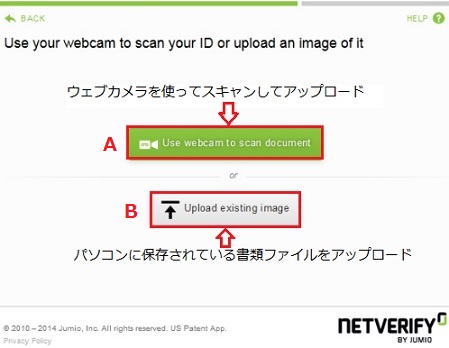 BACK
HELP ?
Use your webcam to scan your ID or upload an image of it
ウェブカメラを使ってスキャンしてアップロード
A
Use webcam to scan document
or
B
Upload existing image
パソコンに保存されている書類ファイルをアップロード
© 2010 – 2014 Jumio, Inc. All rights reserved. US Patent App.
Privacy Policy
NETVERIFY
BY JUMIO